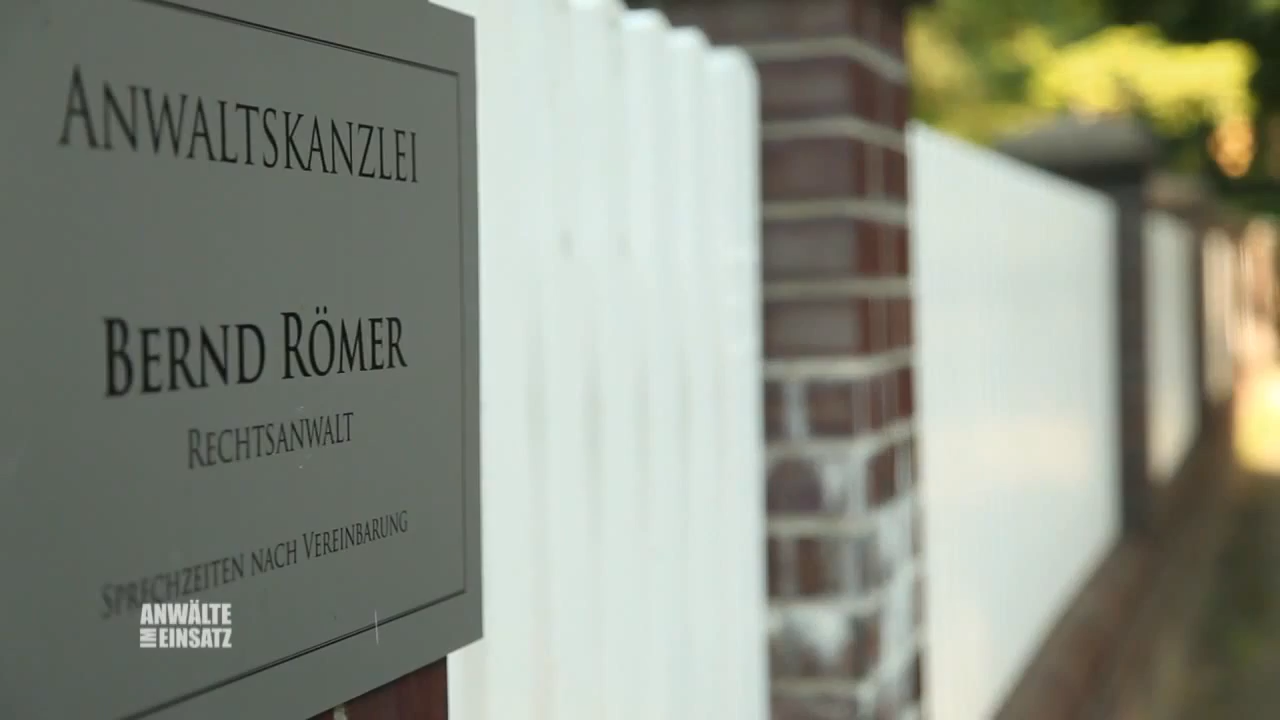 ANWALTSKANZLEI
BERND RÖMER
RECHTSANWALT
SPRECHZEITEN NACH VEREINBARUNG
ANWÄLTE
IM EINSATZ